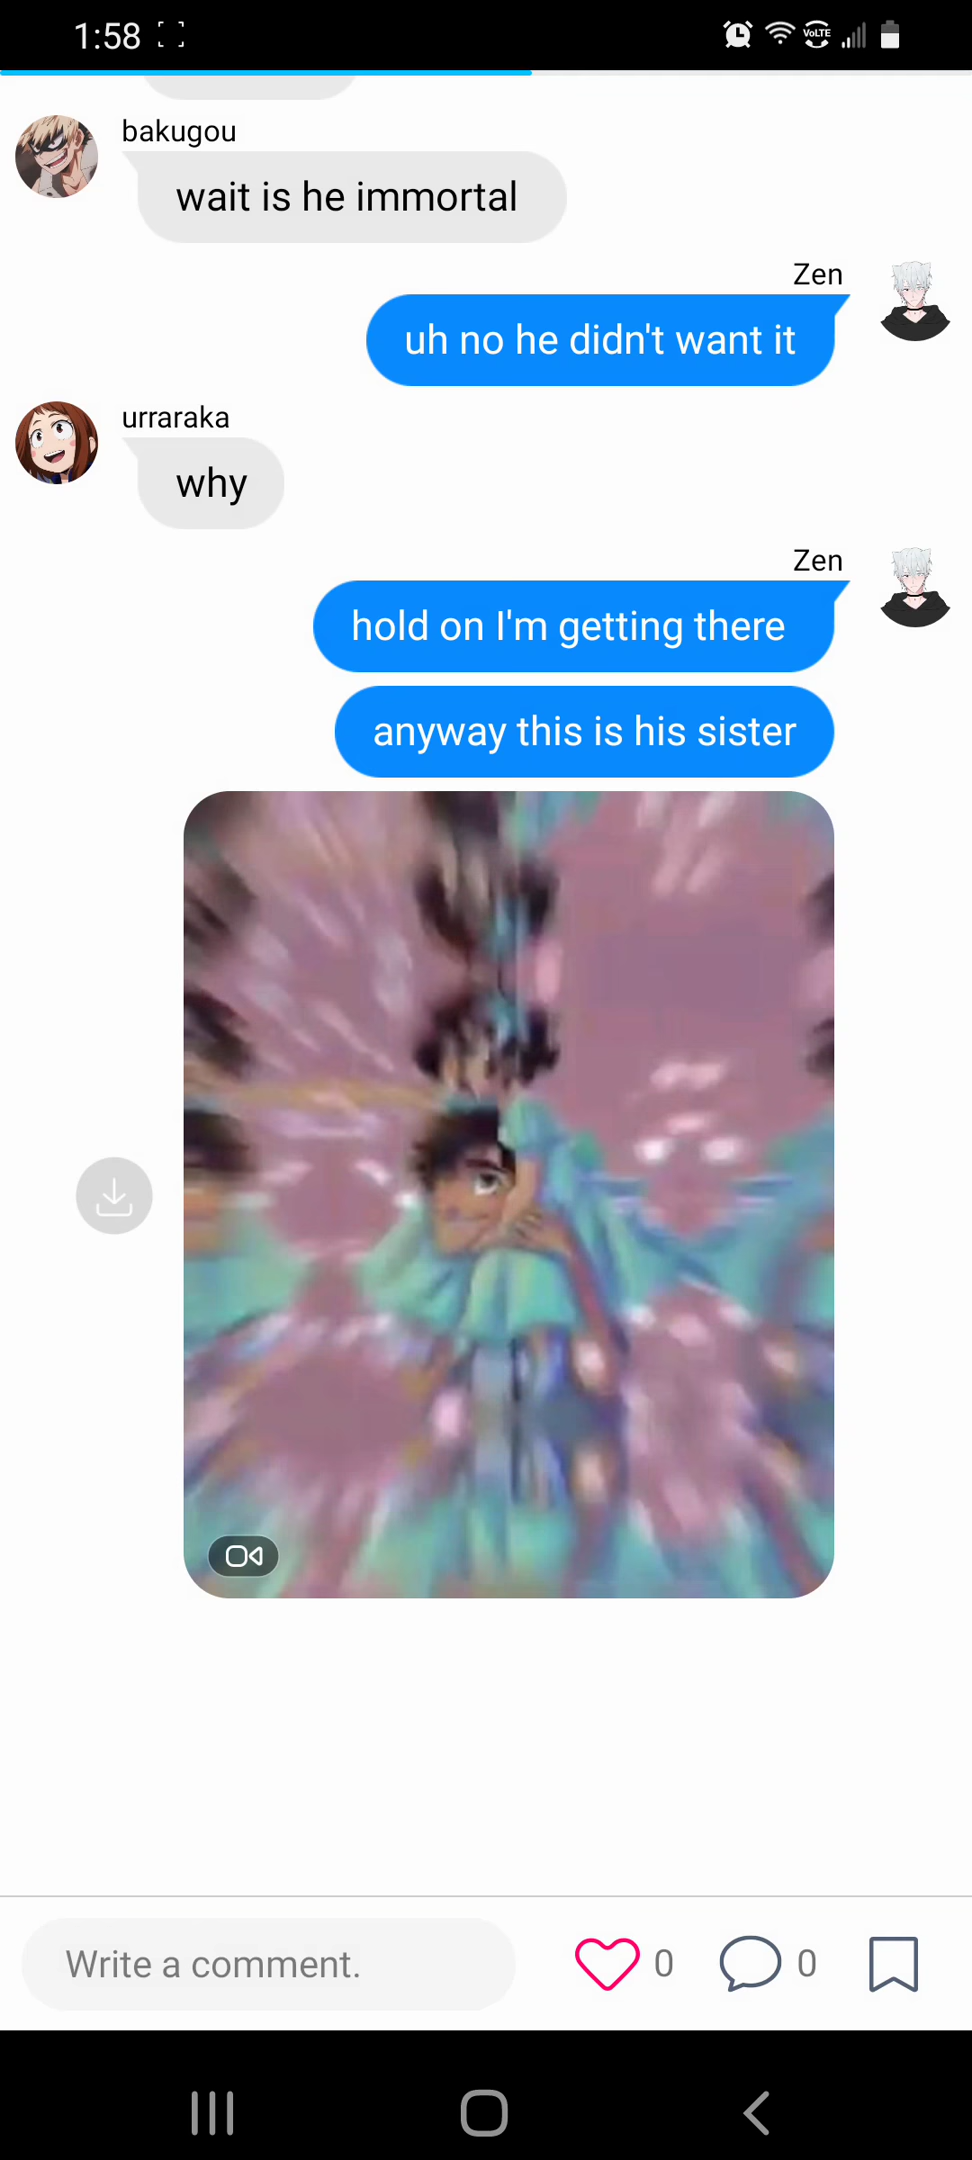 1:58
VoLTE
bakugou
wait is he immortal
Zen
uh no he didn't want it
urraraka
why
Zen
hold on I'm getting there
anyway this is his sister
Write a comment.
0
0